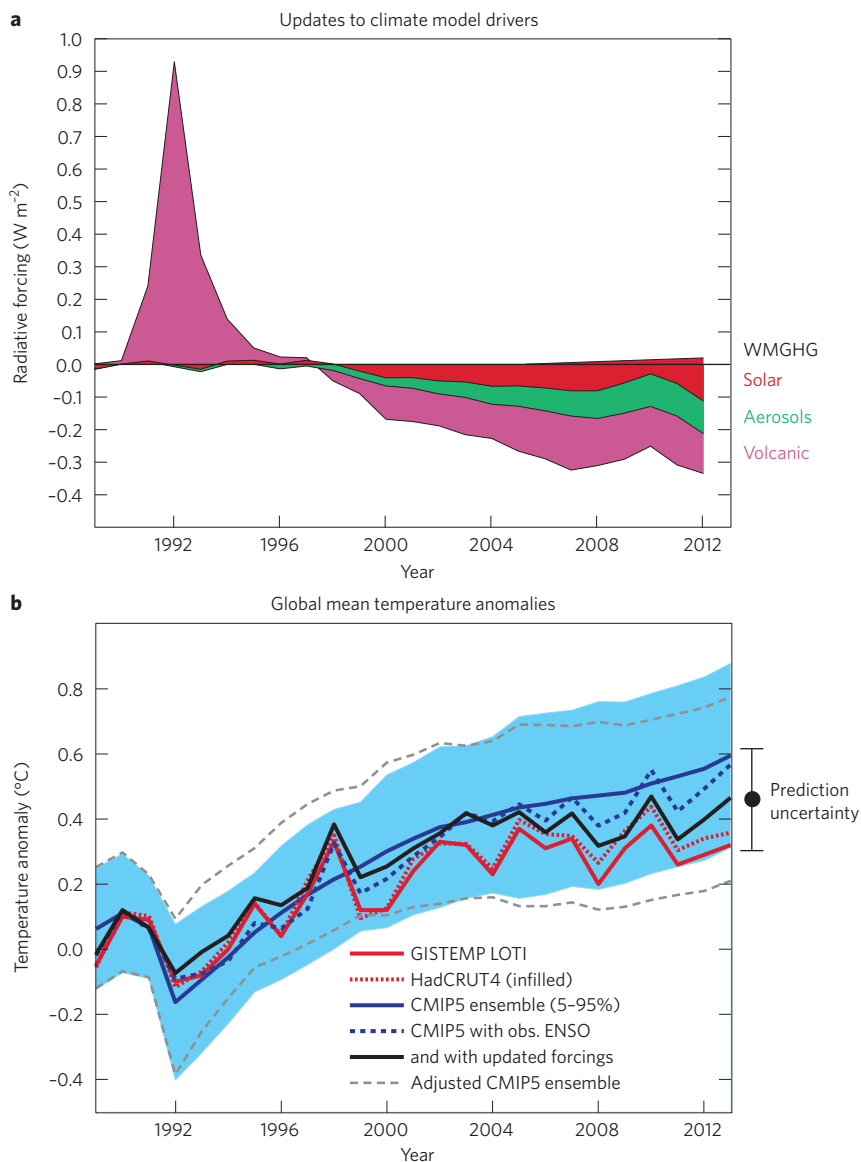 a
Updates to climate model drivers
1.0
0.9
0.8
0.7
0.6
0.5
0.4
0.3
0.2
0.1
0.0
−0.1
−0.2
−0.3
−0.4
Radiative forcing (W m−2)
WMGHG
Solar
Aerosols
Volcanic
1992
1996
2000
2004
2008
2012
Year
b
Global mean temperature anomalies
0.8
0.6
0.4
0.2
0.0
−0.2
−0.4
Temperature anomaly (°C)
Prediction
uncertainty
GISTEMP LOTI
HadCRUT4 (infilled)
CMIP5 ensemble (5–95%)
CMIP5 with obs. ENSO
and with updated forcings
Adjusted CMIP5 ensemble
1992
1996
2000
2004
2008
2012
Year